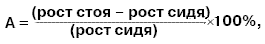 А = (рост стоя – рост сидя) / (рост сидя) × 100%,